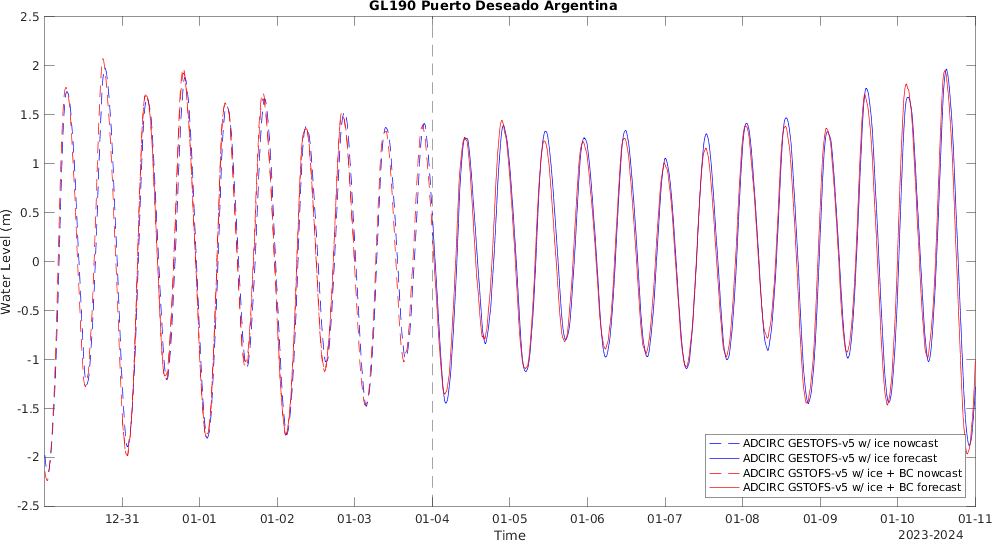 GL190 Puerto Deseado Argentina
2.5
2
1.5
1
0.5
0
-0.5
-1
-1.5
-2
-2.5
Water Level (m)
ADCIRC GESTOFS-v5 w/ ice nowcast
ADCIRC GESTOFS-v5 w/ ice forecast
ADCIRC GSTOFS-v5 w/ ice + BC nowcast
ADCIRC GSTOFS-v5 w/ ice + BC forecast
12-31 01-01 01-02 01-03 01-04 01-05 01-06 01-07 01-08 01-09 01-10 01-11
Time
2023-2024